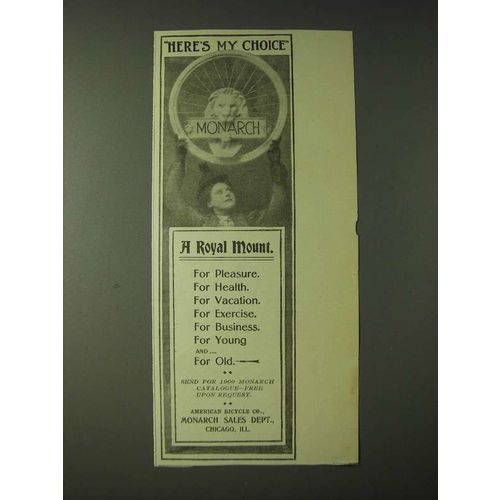 "HERE'S MY CHOICE"
MONARCH
A Royal Mount.
For Pleasure.
For Health.
For Vacation.
For Exercise.
For Business.
For Young
AND....
For Old.
SEND FOR 1900 MONARCH
CATALOGUE—FREE
UPON REQUEST.
AMERICAN BICYCLE CO.,
MONARCH SALES DEPT.,
CHICAGO, ILL.